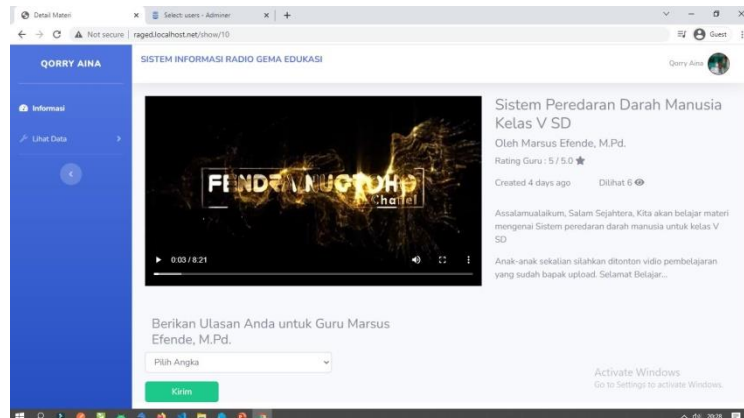 Detail Materi
Select: users - Adminer
Not secure
raged.localhost.net/show/10
Guest
QORRY AINA
SISTEM INFORMASI RADIO GEMA EDUKASI
Qorry Aina
Informasi
Lihat Data
FENDRA NUGROHO
Chanel
0:03 / 8:21
Sistem Peredaran Darah Manusia
Kelas V SD
Oleh Marsus Efende, M.Pd.
Rating Guru : 5 / 5.0
Created 4 days ago
Dilihat 6
Assalamualaikum, Salam Sejahtera, Kita akan belajar materi
mengenai Sistem peredaran darah manusia untuk kelas V
SD
Anak-anak sekalian silahkan ditonton vidio pembelajaran
yang sudah bapak upload. Selamat Belajar...
Berikan Ulasan Anda untuk Guru Marsus
Efende, M.Pd.
Pilih Angka
Kirim
Activate Windows
Go to Settings to activate Windows.
20:28